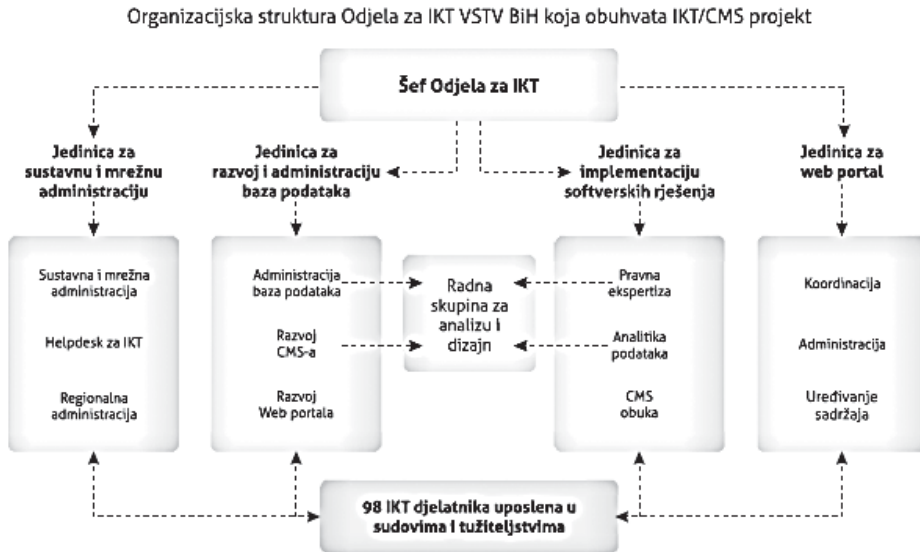 Organizacijska struktura Odjela za IKT VSTV BiH koja obuhvata IKT/CMS projekt
Šef Odjela za IKT
Jedinica za
sustavnu i mrežnu
administraciju
Jedinica za
razvoj i administraciju
baza podataka
Jedinica za
implementaciju
softverskih rješenja
Jedinica za
web portal
Sustavna i mrežna
administracija
Helpdesk za IKT
Regionalna
administracija
Administracija
baza podataka
Razvoj
CMS-a
Razvoj
Web portala
Radna
skupina za
analizu i
dizajn
Pravna
ekspertiza
Analitika
podataka
CMS
obuka
Koordinacija
Administracija
Uređivanje
sadržaja
98 IKT djelatnika uposlena u
sudovima i tužiteljstvima